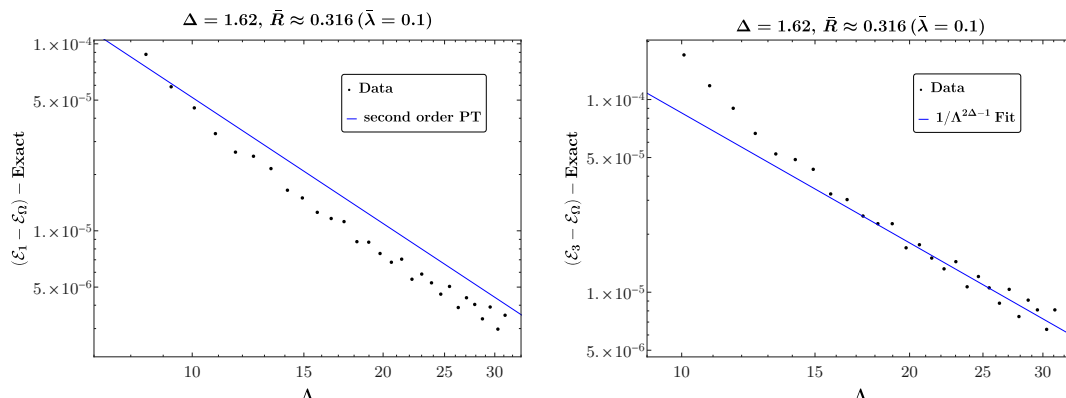 Δ = 1.62, R̄ ≈ 0.316 (λ̄ = 0.1)
1.×10⁻⁴
5.×10⁻⁵
1.×10⁻⁵
5.×10⁻⁶
(ℰ₁ − ℰ_Ω) − Exact
Data
second order PT
10 15 20 25 30
Λ
Δ = 1.62, R̄ ≈ 0.316 (λ̄ = 0.1)
1.×10⁻⁴
5.×10⁻⁵
1.×10⁻⁵
5.×10⁻⁶
(ℰ₃ − ℰ_Ω) − Exact
Data
1/Λ^{2Δ−1} Fit
10 15 20 25 30
Λ